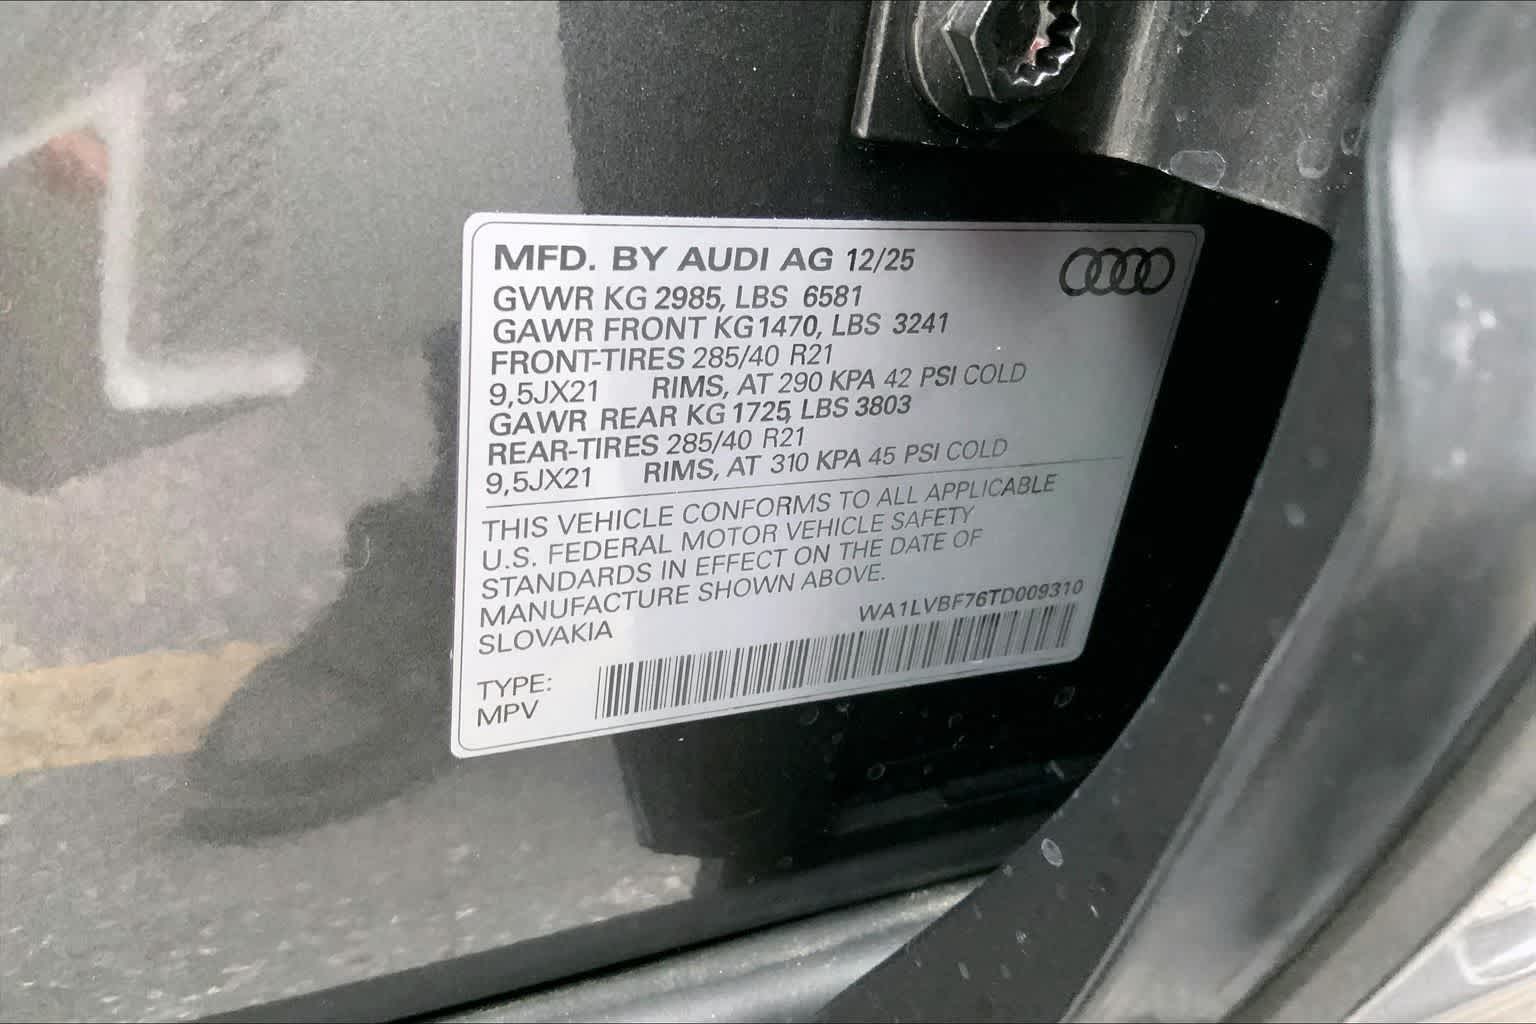 MFD. BY AUDI AG 12/25
GVWR KG 2985, LBS 6581
GAWR FRONT KG1470, LBS 3241
FRONT-TIRES 285/40 R21
9,5JX21 RIMS, AT 290 KPA 42 PSI COLD
GAWR REAR KG1725, LBS 3803
REAR-TIRES 285/40 R21
9,5JX21 RIMS, AT 310 KPA 45 PSI COLD
THIS VEHICLE CONFORMS TO ALL APPLICABLE
U.S. FEDERAL MOTOR VEHICLE SAFETY
STANDARDS IN EFFECT ON THE DATE OF
MANUFACTURE SHOWN ABOVE.
SLOVAKIA
WA1LVBF76TD009310
TYPE:
MPV